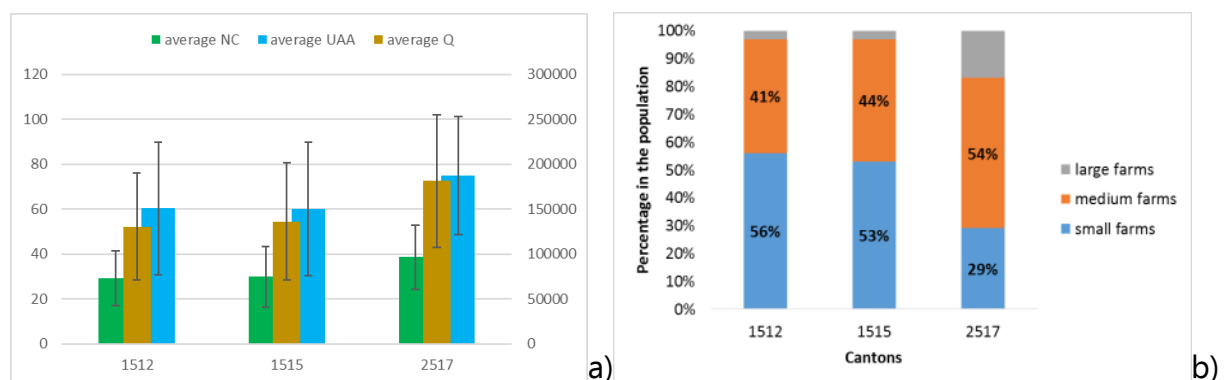 average NC average UAA average Q
120 300000
100 250000
80 200000
60 150000
40 100000
20 50000
0 0
1512 1515 2517
a)
100%
90%
80%
70%
60%
50%
40%
30%
20%
10%
0%
Percentage in the population
41% 44% 54%
56% 53% 29%
large farms
medium farms
small farms
1512 1515 2517
Cantons
b)